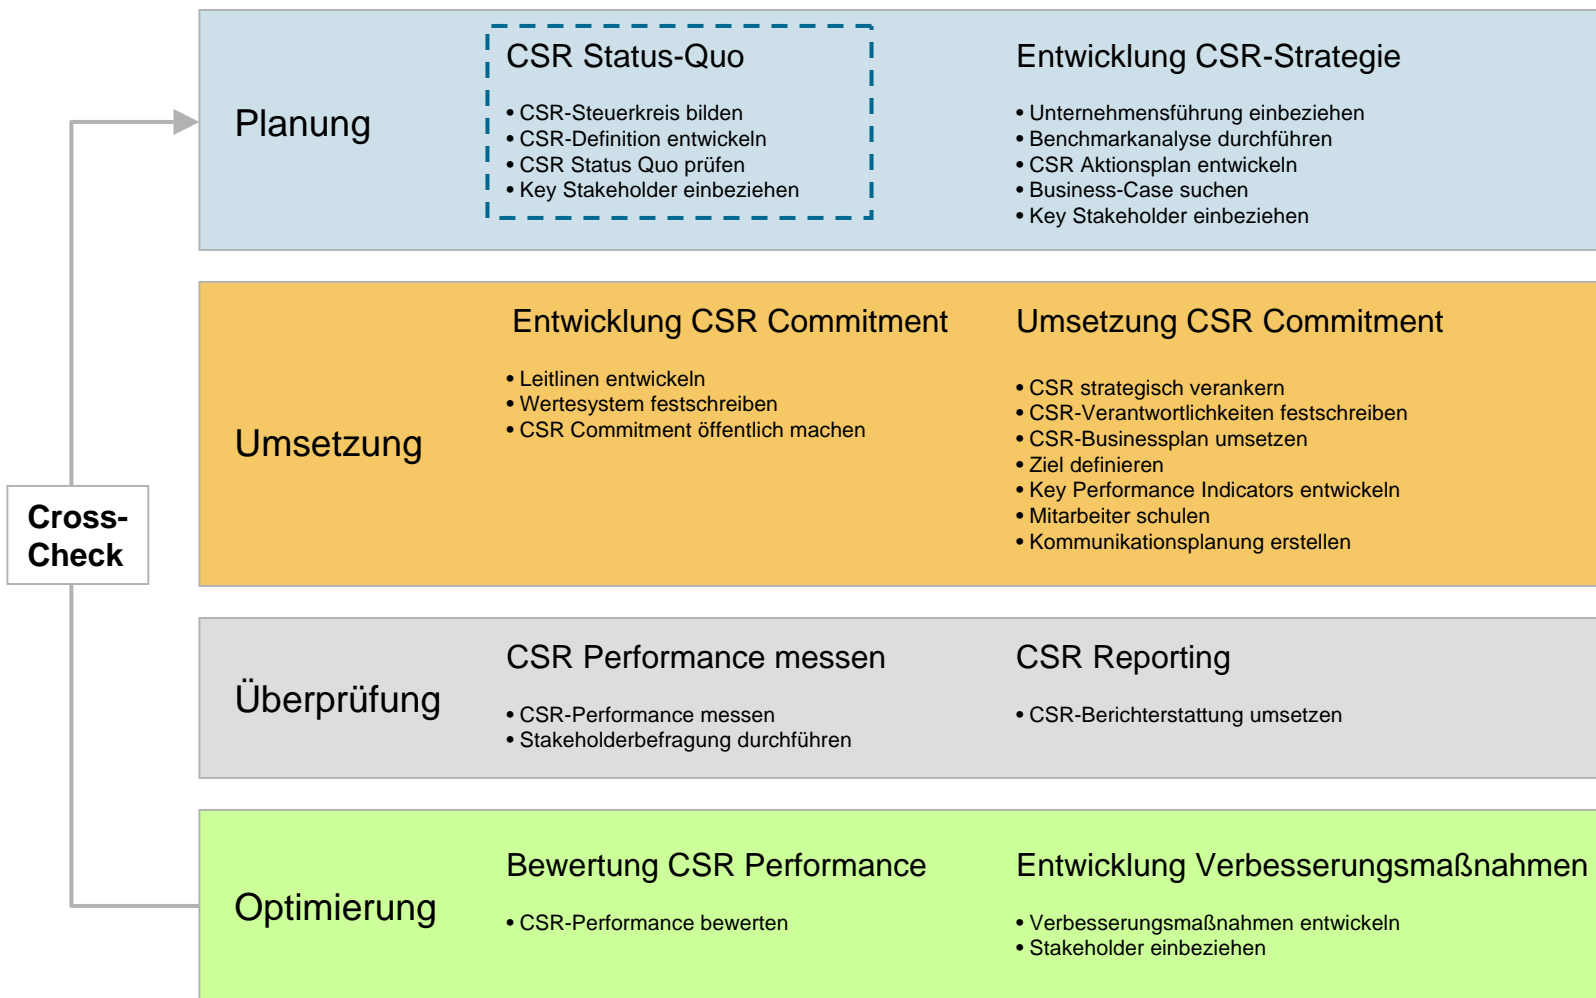 Planung
CSR Status-Quo
• CSR-Steuerkreis bilden
• CSR-Definition entwickeln
• CSR Status Quo prüfen
• Key Stakeholder einbeziehen
Entwicklung CSR-Strategie
• Unternehmensführung einbeziehen
• Benchmarkanalyse durchführen
• CSR Aktionsplan entwickeln
• Business-Case suchen
• Key Stakeholder einbeziehen
Umsetzung
Entwicklung CSR Commitment
• Leitlinen entwickeln
• Wertesystem festschreiben
• CSR Commitment öffentlich machen
Umsetzung CSR Commitment
• CSR strategisch verankern
• CSR-Verantwortlichkeiten festschreiben
• CSR-Businessplan umsetzen
• Ziel definieren
• Key Performance Indicators entwickeln
• Mitarbeiter schulen
• Kommunikationsplanung erstellen
Cross-
Check
Überprüfung
CSR Performance messen
• CSR-Performance messen
• Stakeholderbefragung durchführen
CSR Reporting
• CSR-Berichterstattung umsetzen
Optimierung
Bewertung CSR Performance
• CSR-Performance bewerten
Entwicklung Verbesserungsmaßnahmen
• Verbesserungsmaßnahmen entwickeln
• Stakeholder einbeziehen